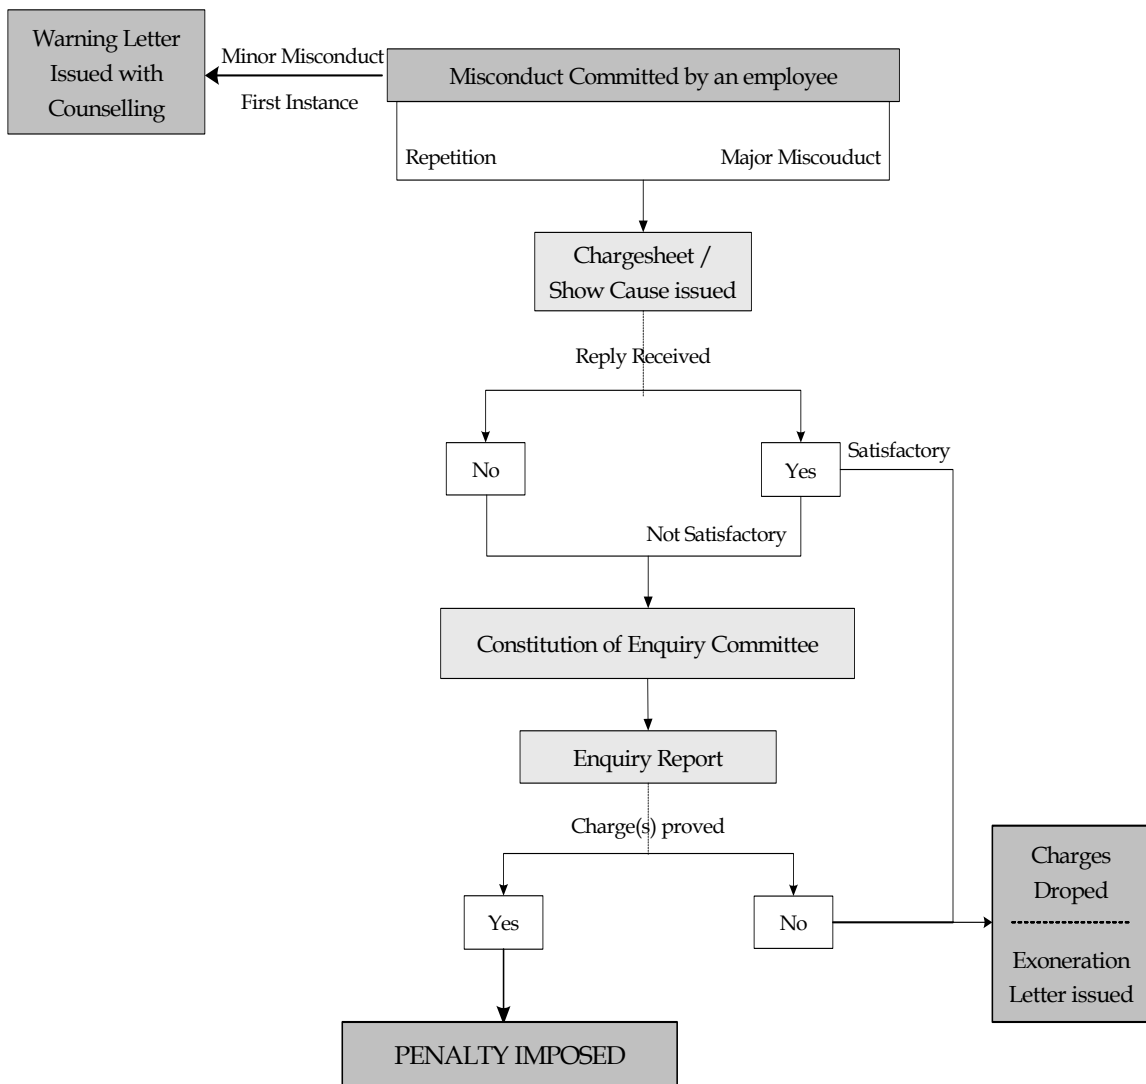 Warning Letter
Issued with
Counselling
Minor Misconduct
First Instance
Misconduct Committed by an employee
Repetition
Major Miscouduct
Chargesheet /
Show Cause issued
Reply Received
No
Yes
Satisfactory
Not Satisfactory
Constitution of Enquiry Committee
Enquiry Report
Charge(s) proved
Yes
No
Charges
Droped
Exoneration
Letter issued
PENALTY IMPOSED